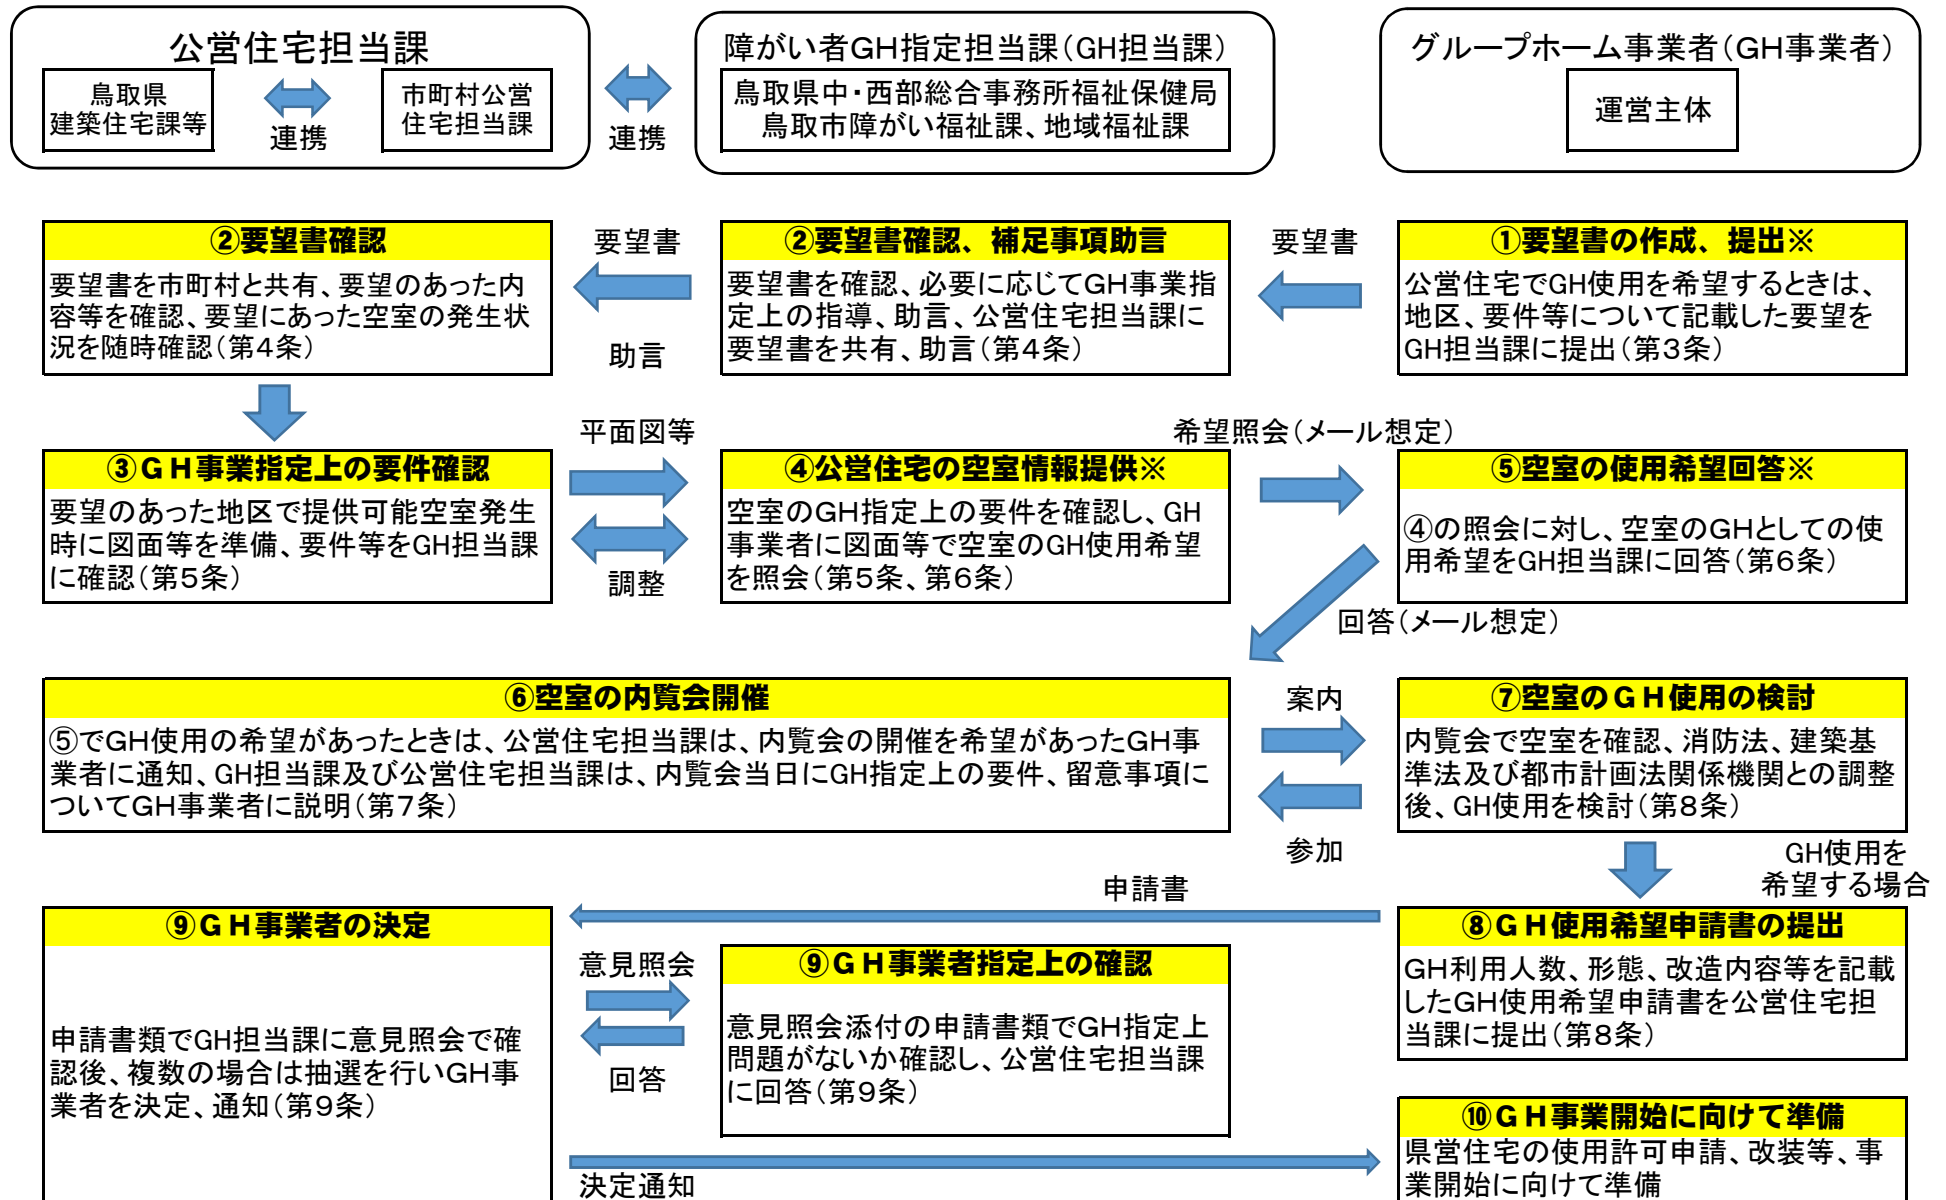 公営住宅担当課
鳥取県
建築住宅課等
連携
市町村公営
住宅担当課
連携
障がい者GH指定担当課（GH担当課）
鳥取県中・西部総合事務所福祉保健局
鳥取市障がい福祉課、地域福祉課
グループホーム事業者（GH事業者）
運営主体
②要望書確認
要望書を市町村と共有、要望のあった内
容等を確認、要望にあった空室の発生状
況を随時確認（第4条）
要望書
助言
②要望書確認、補足事項助言
要望書を確認、必要に応じてGH事業指
定上の指導、助言、公営住宅担当課に
要望書を共有、助言（第4条）
要望書
①要望書の作成、提出※
公営住宅でGH使用を希望するときは、
地区、要件等について記載した要望を
GH担当課に提出（第3条）
③GH事業指定上の要件確認
要望のあった地区で提供可能空室発生
時に図面等を準備、要件等をGH担当課
に確認（第5条）
平面図等
調整
④公営住宅の空室情報提供※
空室のGH指定上の要件を確認し、GH
事業者に図面等で空室のGH使用希望
を照会（第5条、第6条）
希望照会（メール想定）
⑤空室の使用希望回答※
④の照会に対し、空室のGHとしての使
用希望をGH担当課に回答（第6条）
回答（メール想定）
⑥空室の内覧会開催
⑤でGH使用の希望があったときは、公営住宅担当課は、内覧会の開催を希望があったGH事
業者に通知、GH担当課及び公営住宅担当課は、内覧会当日にGH指定上の要件、留意事項に
ついてGH事業者に説明（第7条）
案内
参加
⑦空室のGH使用の検討
内覧会で空室を確認、消防法、建築基
準法及び都市計画法関係機関との調整
後、GH使用を検討（第8条）
GH使用を
希望する場合
申請書
⑧GH使用希望申請書の提出
GH利用人数、形態、改造内容等を記載
したGH使用希望申請書を公営住宅担
当課に提出（第8条）
⑨GH事業者の決定
申請書類でGH担当課に意見照会で確
認後、複数の場合は抽選を行いGH事
業者を決定、通知（第9条）
意見照会
回答
⑨GH事業者指定上の確認
意見照会添付の申請書類でGH指定上
問題がないか確認し、公営住宅担当課
に回答（第9条）
決定通知
⑩GH事業開始に向けて準備
県営住宅の使用許可申請、改装等、事
業開始に向けて準備